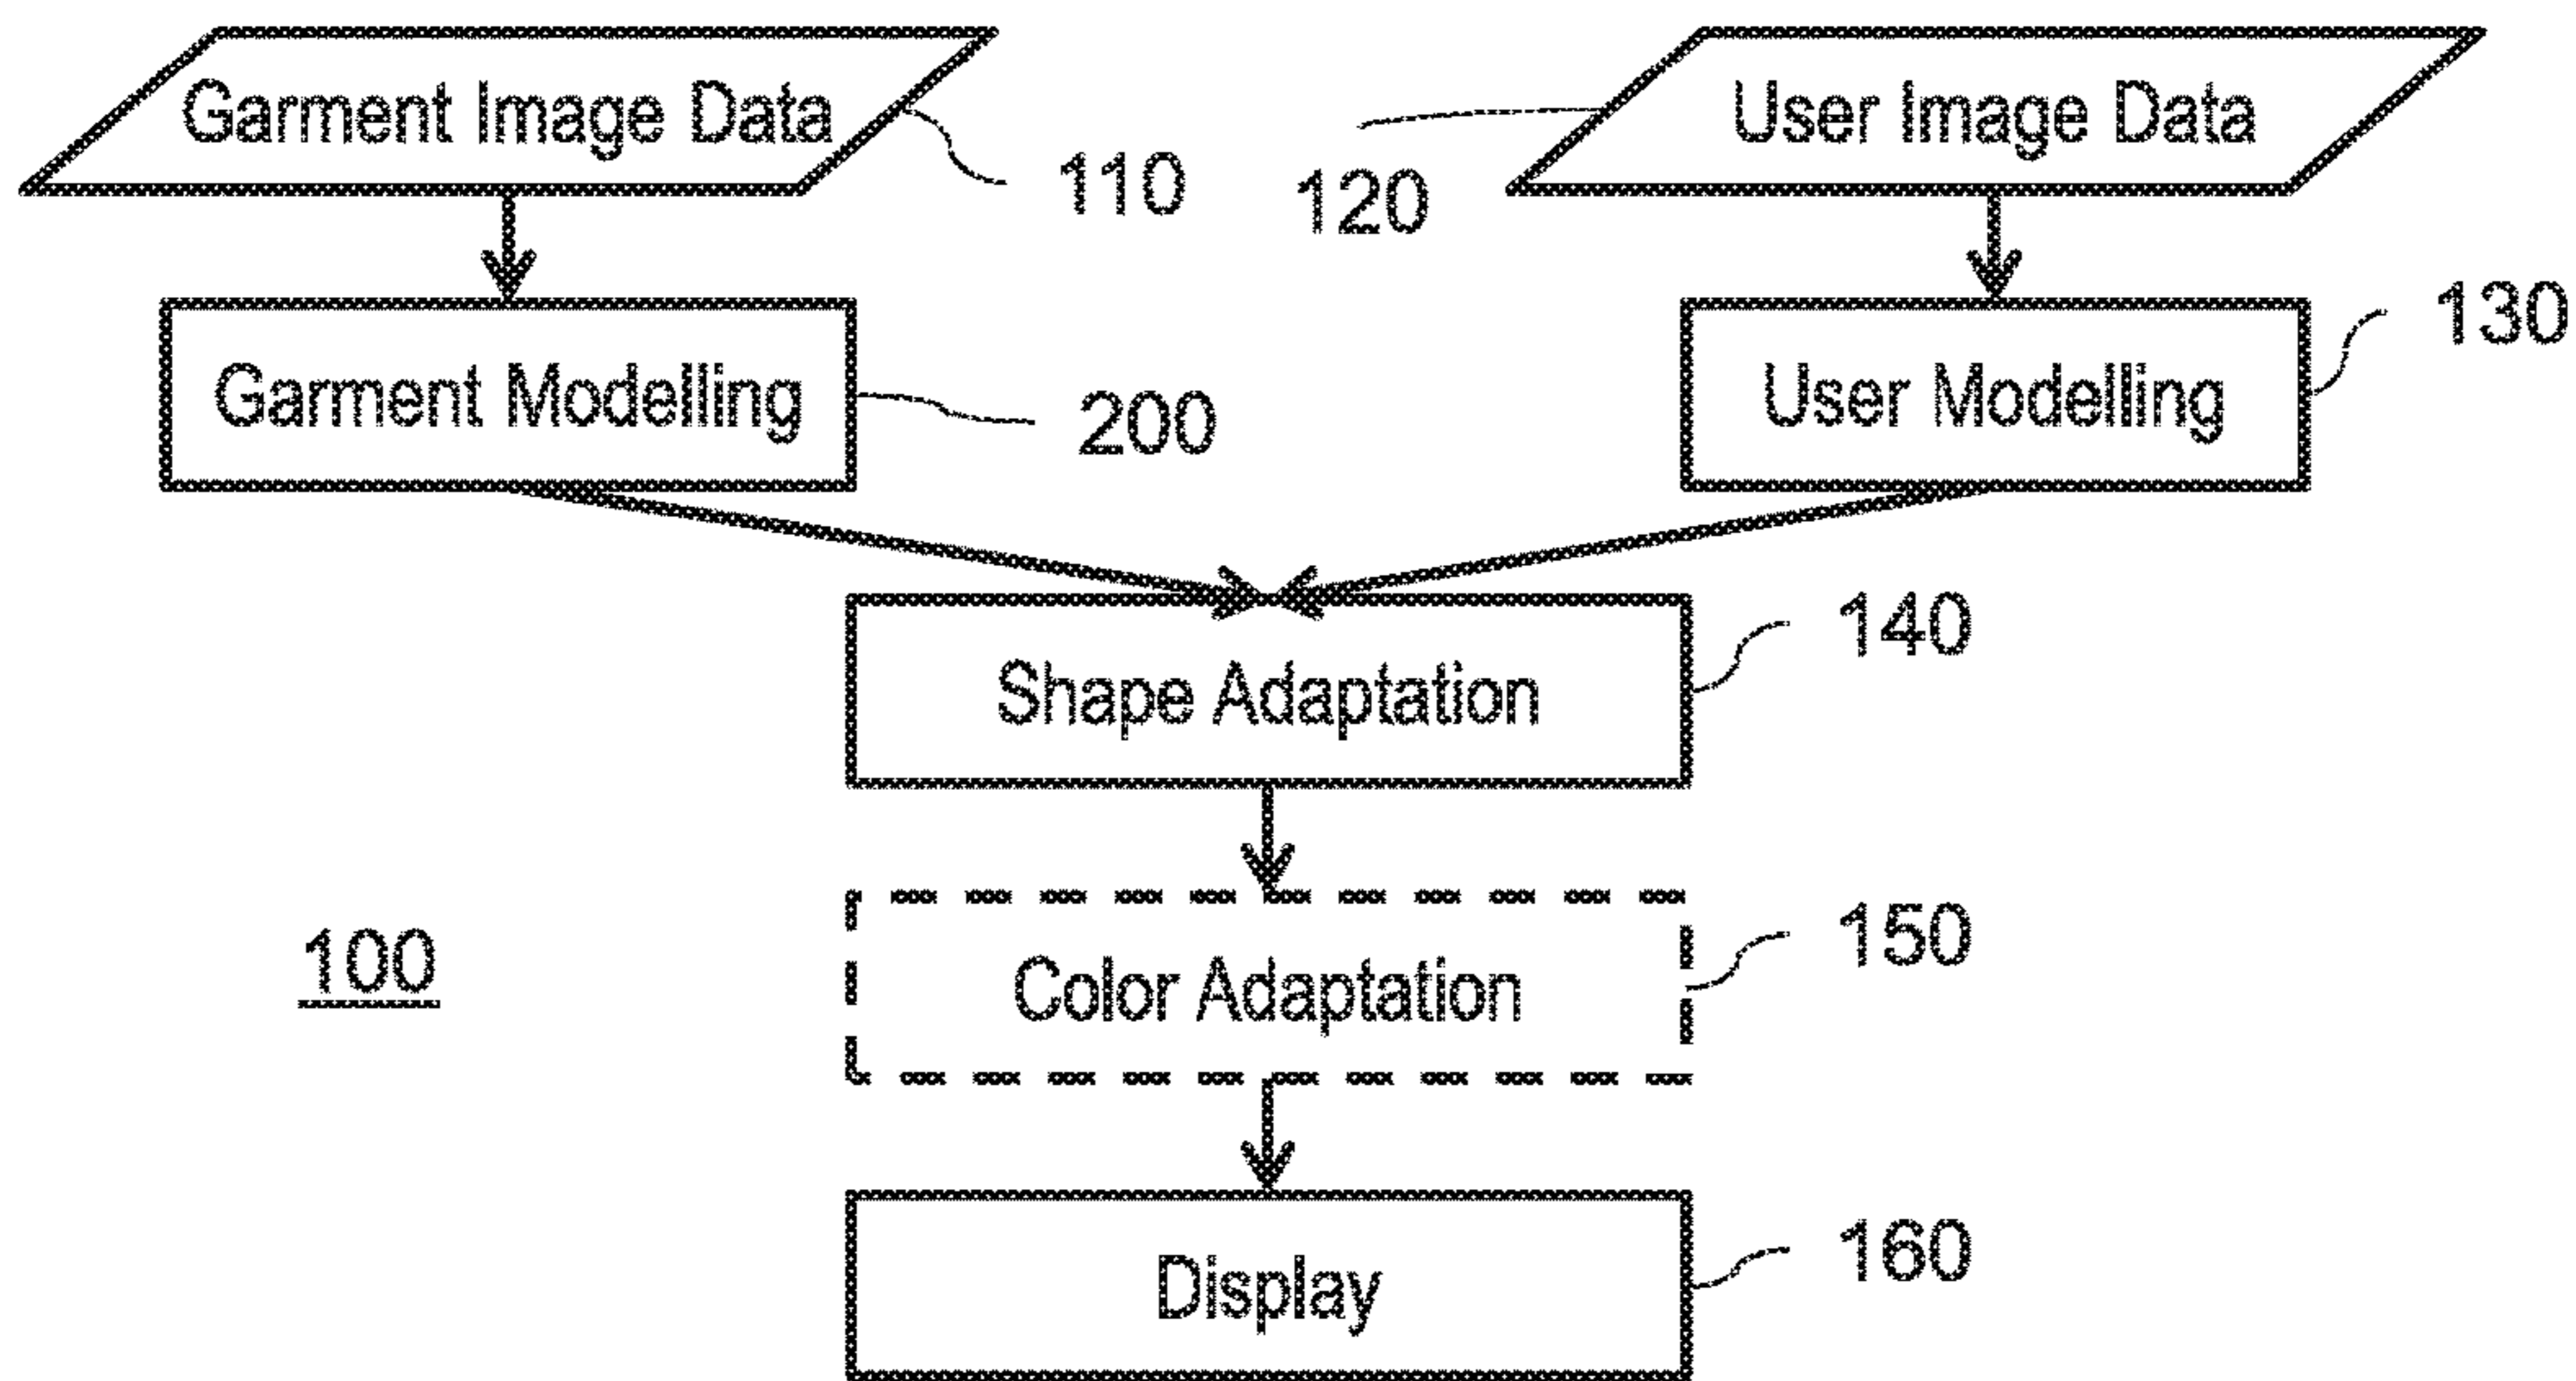 Garment Image Data
110
120
User Image Data
Garment Modelling
200
User Modelling
130
Shape Adaptation
140
100
Color Adaptation
150
Display
160